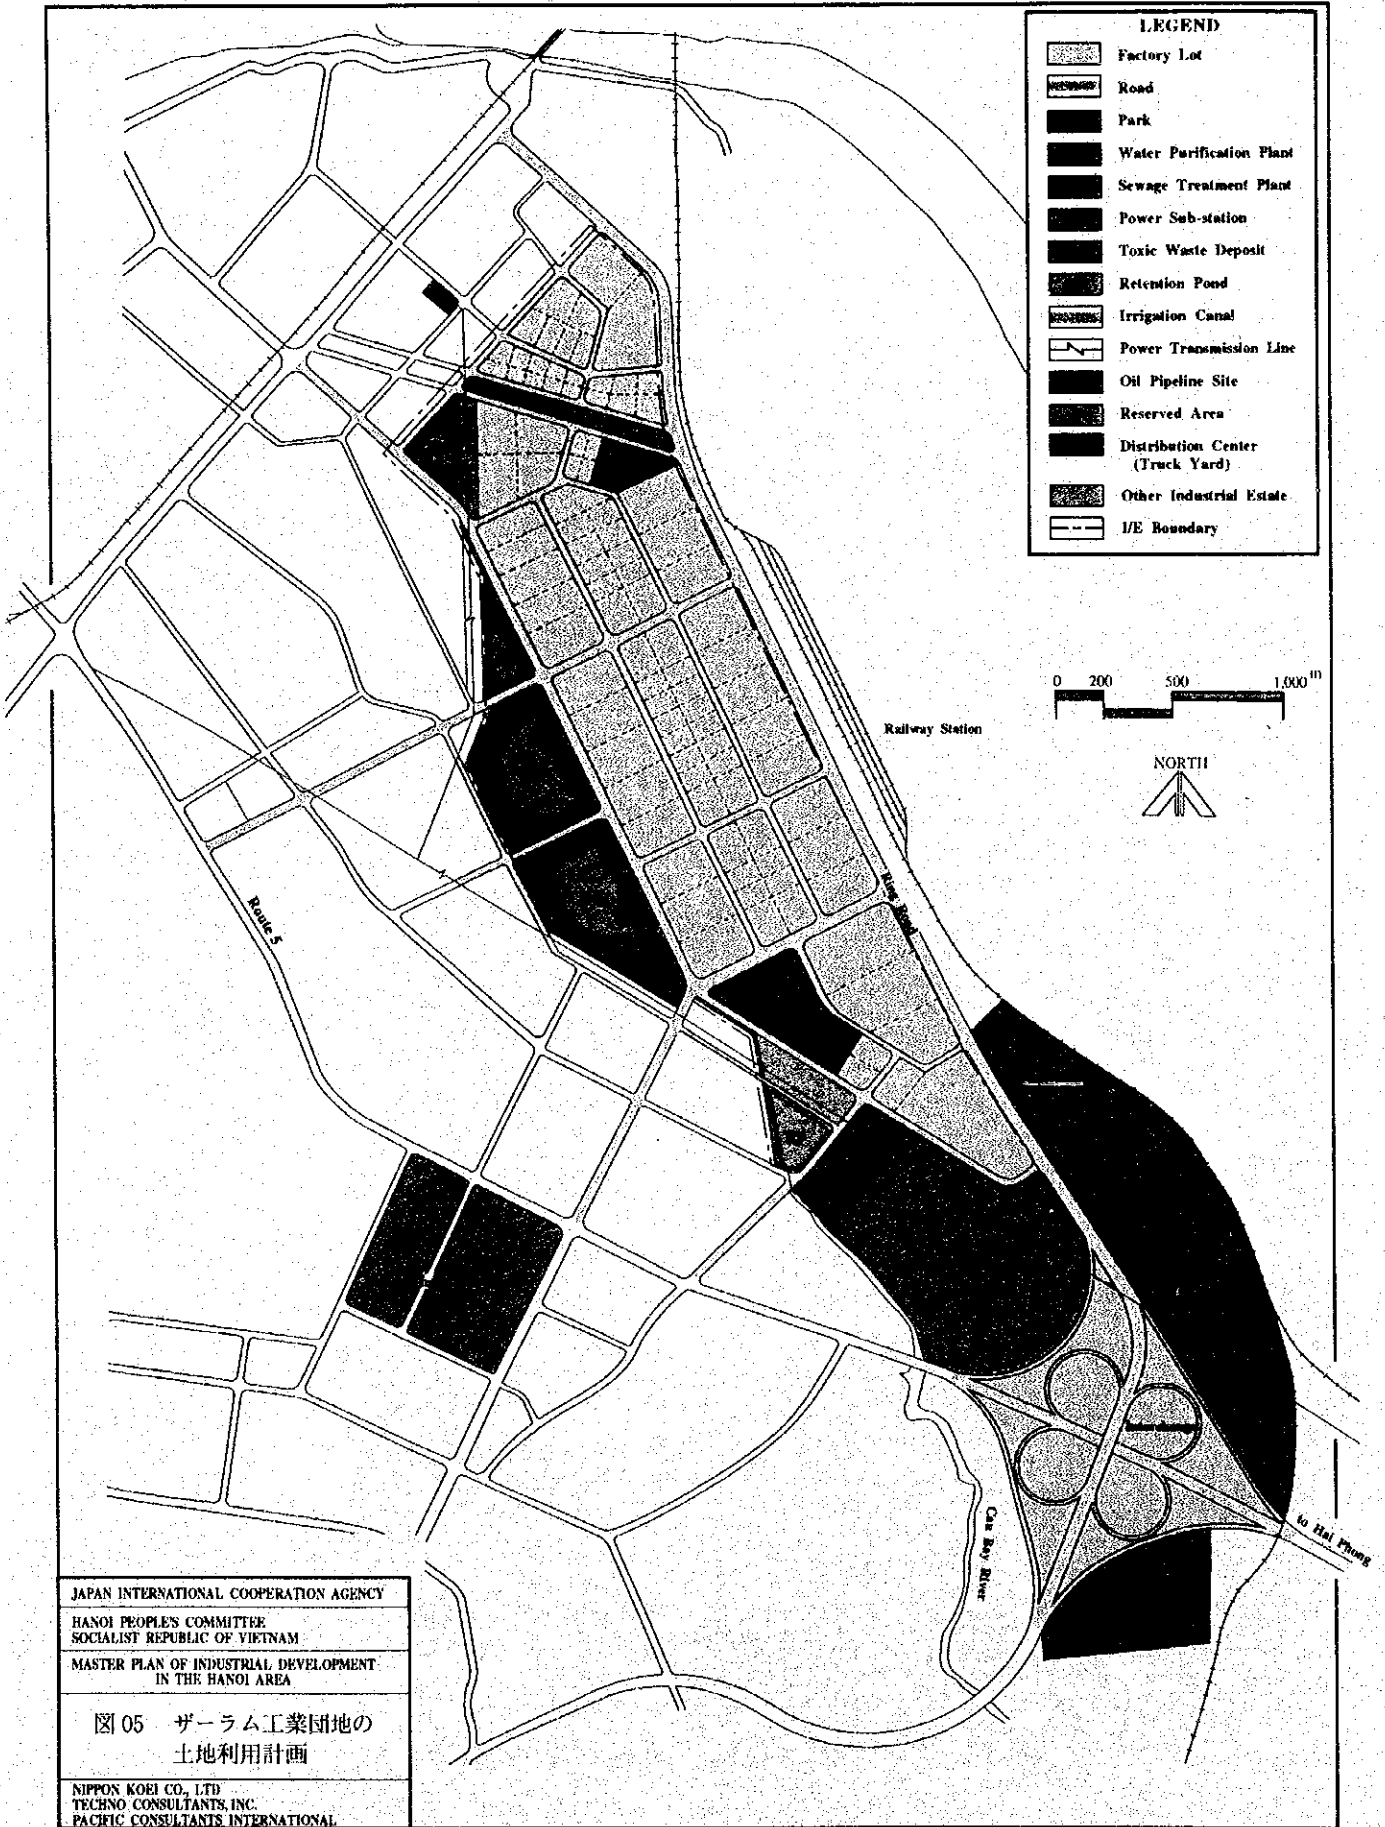 LEGEND
Factory Lot
Road
Park
Water Purification Plant
Sewage Treatment Plant
Power Sub-station
Toxic Waste Deposit
Retention Pond
Irrigation Canal
Power Transmission Line
Oil Pipeline Site
Reserved Area
Distribution Center
(Truck Yard)
Other Industrial Estate
I/E Boundary
0 200 500 1,000 m
Railway Station
NORTH
Ring Road
Route 5
Cau Bay River
to Hai Phong
JAPAN INTERNATIONAL COOPERATION AGENCY
HANOI PEOPLE'S COMMITTEE
SOCIALIST REPUBLIC OF VIETNAM
MASTER PLAN OF INDUSTRIAL DEVELOPMENT
IN THE HANOI AREA
図 05 ザーラム工業団地の
土地利用計画
NIPPON KOEI CO., LTD
TECHNO CONSULTANTS, INC.
PACIFIC CONSULTANTS INTERNATIONAL